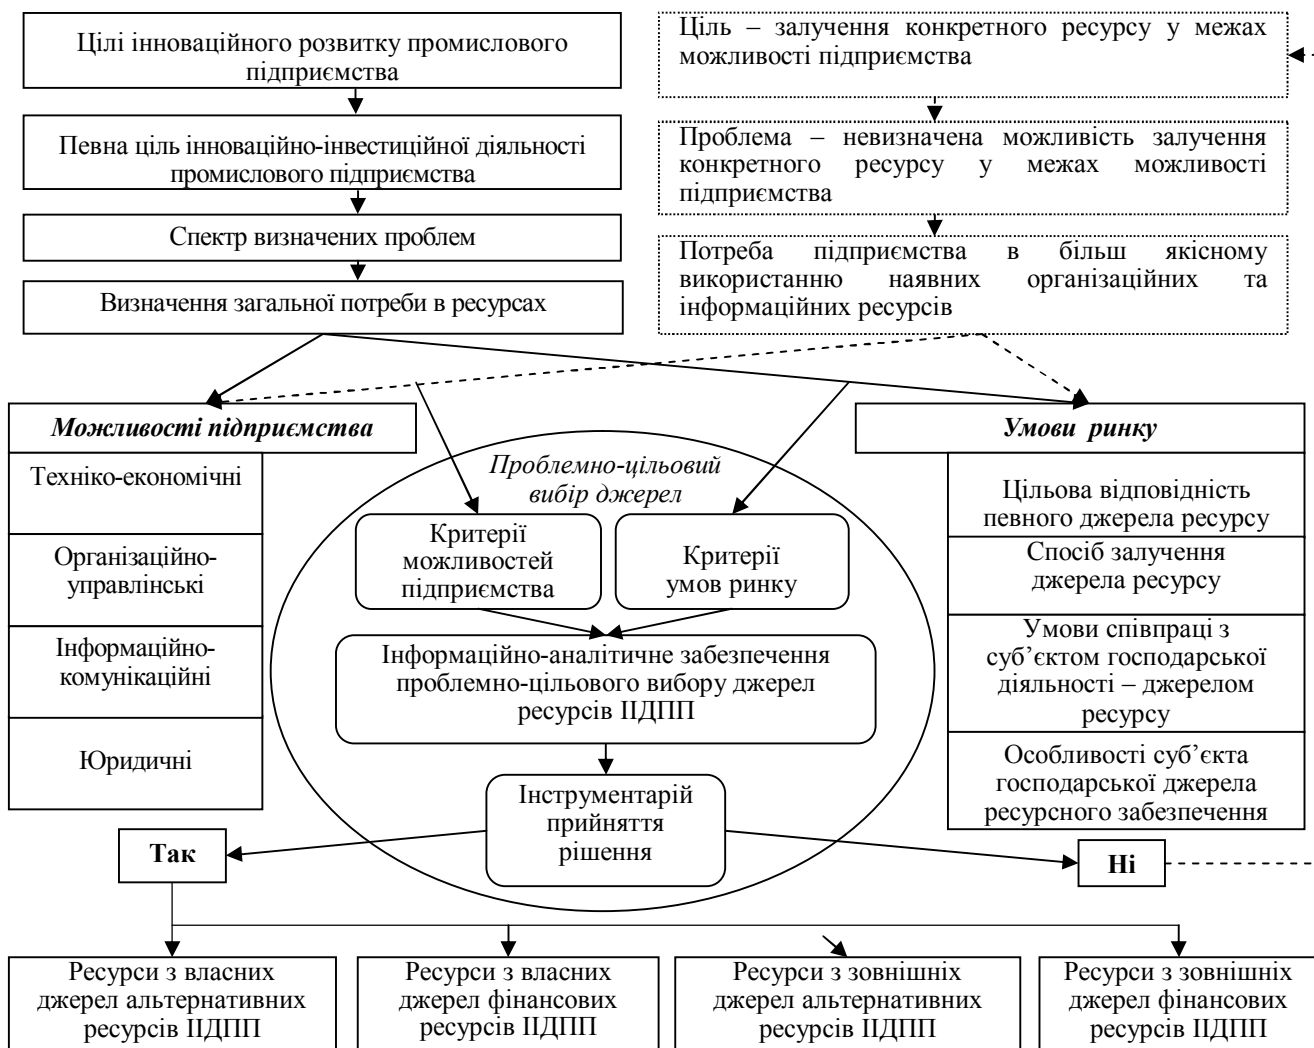 Цілі інноваційного розвитку промислового
підприємства
Певна ціль інноваційно-інвестиційної діяльності
промислового підприємства
Спектр визначених проблем
Визначення загальної потреби в ресурсах
Ціль – залучення конкретного ресурсу у межах
можливості підприємства
Проблема – невизначена можливість залучення
конкретного ресурсу у межах можливості
підприємства
Потреба підприємства в більш якісному
використанню наявних організаційних та
інформаційних ресурсів
Можливості підприємства
Техніко-економічні
Організаційно-
управлінські
Інформаційно-
комунікаційні
Юридичні
Проблемно-цільовий
вибір джерел
Критерії
можливостей
підприємства
Критерії
умов ринку
Інформаційно-аналітичне забезпечення
проблемно-цільового вибору джерел
ресурсів ІІДПП
Інструментарій
прийняття
рішення
Умови ринку
Цільова відповідність
певного джерела ресурсу
Спосіб залучення
джерела ресурсу
Умови співпраці з
суб’єктом господарської
діяльності – джерелом
ресурсу
Особливості суб’єкта
господарської джерела
ресурсного забезпечення
Так
Ні
Ресурси з власних
джерел альтернативних
ресурсів ІІДПП
Ресурси з власних
джерел фінансових
ресурсів ІІДПП
Ресурси з зовнішніх
джерел альтернативних
ресурсів ІІДПП
Ресурси з зовнішніх
джерел фінансових
ресурсів ІІДПП